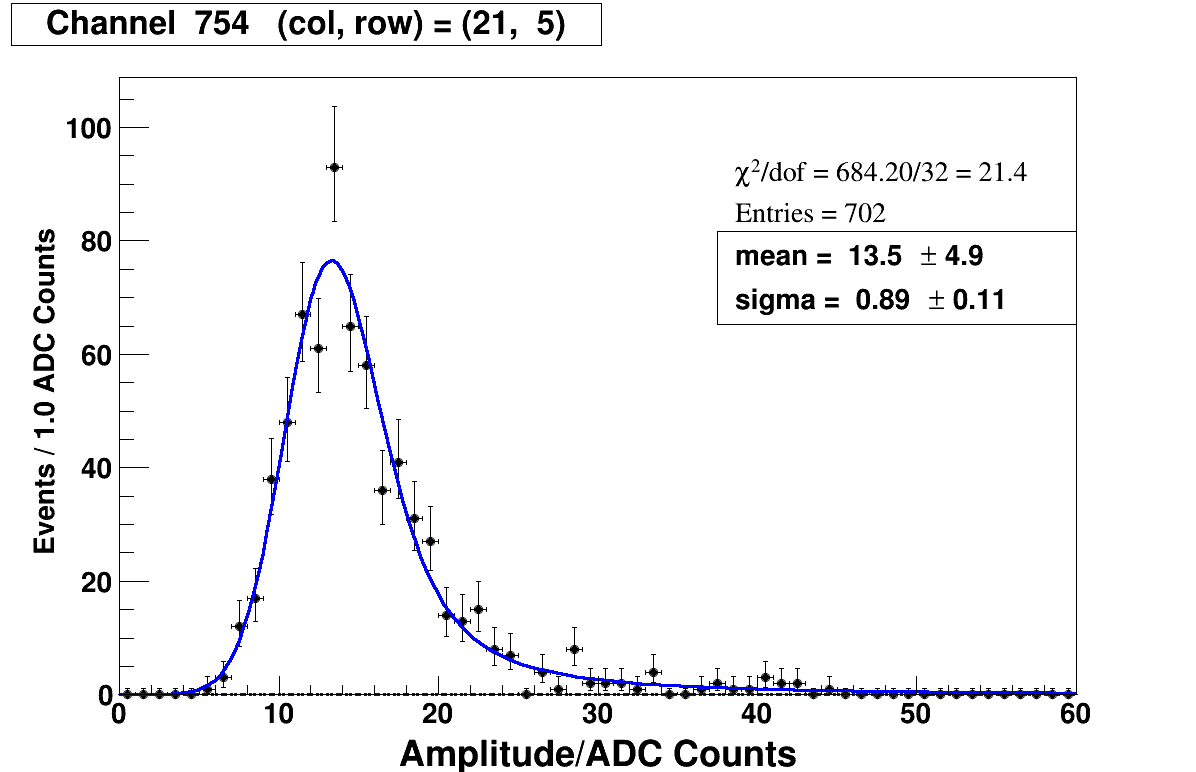 Channel 754 (col, row) = (21, 5)
χ²/dof = 684.20/32 = 21.4
Entries = 702
mean = 13.5 ± 4.9
sigma = 0.89 ± 0.11
Events / 1.0 ADC Counts
100
80
60
40
20
0
0 10 20 30 40 50 60
Amplitude/ADC Counts